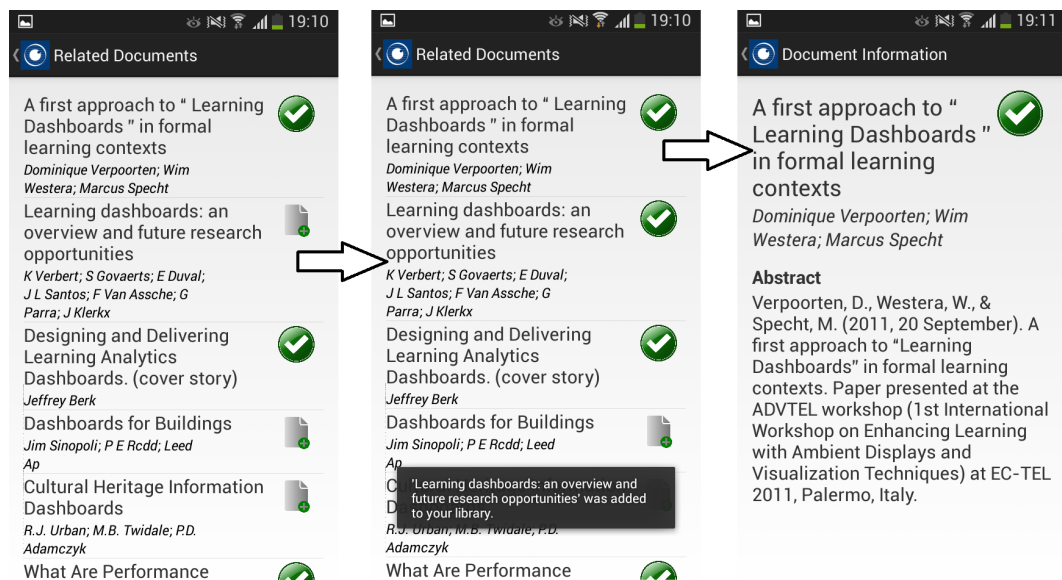 19:10
Related Documents
A first approach to “ Learning
Dashboards ” in formal
learning contexts
Dominique Verpoorten; Wim
Westera; Marcus Specht
Learning dashboards: an
overview and future research
opportunities
K Verbert; S Govaerts; E Duval;
J L Santos; F Van Assche; G
Parra; J Klerkx
Designing and Delivering
Learning Analytics
Dashboards. (cover story)
Jeffrey Berk
Dashboards for Buildings
Jim Sinopoli; P E Rcdd; Leed
Ap
Cultural Heritage Information
Dashboards
R.J. Urban; M.B. Twidale; P.D.
Adamczyk
What Are Performance
19:10
Related Documents
A first approach to “ Learning
Dashboards ” in formal
learning contexts
Dominique Verpoorten; Wim
Westera; Marcus Specht
Learning dashboards: an
overview and future research
opportunities
K Verbert; S Govaerts; E Duval;
J L Santos; F Van Assche; G
Parra; J Klerkx
Designing and Delivering
Learning Analytics
Dashboards. (cover story)
Jeffrey Berk
Dashboards for Buildings
Jim Sinopoli; P E Rcdd; Leed
Ap
'Learning dashboards: an overview and
future research opportunities' was added
to your library.
R.J. Urban; M.B. Twidale; P.D.
Adamczyk
What Are Performance
19:11
Document Information
A first approach to “
Learning Dashboards ”
in formal learning
contexts
Dominique Verpoorten; Wim
Westera; Marcus Specht
Abstract
Verpoorten, D., Westera, W., &
Specht, M. (2011, 20 September). A
first approach to “Learning
Dashboards” in formal learning
contexts. Paper presented at the
ADVTEL workshop (1st International
Workshop on Enhancing Learning
with Ambient Displays and
Visualization Techniques) at EC-TEL
2011, Palermo, Italy.